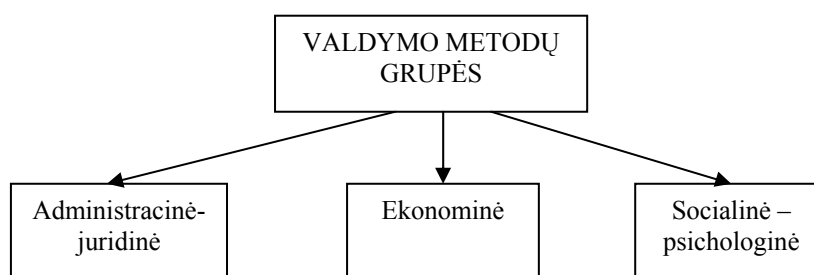 VALDYMO METODŲ
GRUPĖS
Administracinė-
juridinė
Ekonominė
Socialinė –
psichologinė